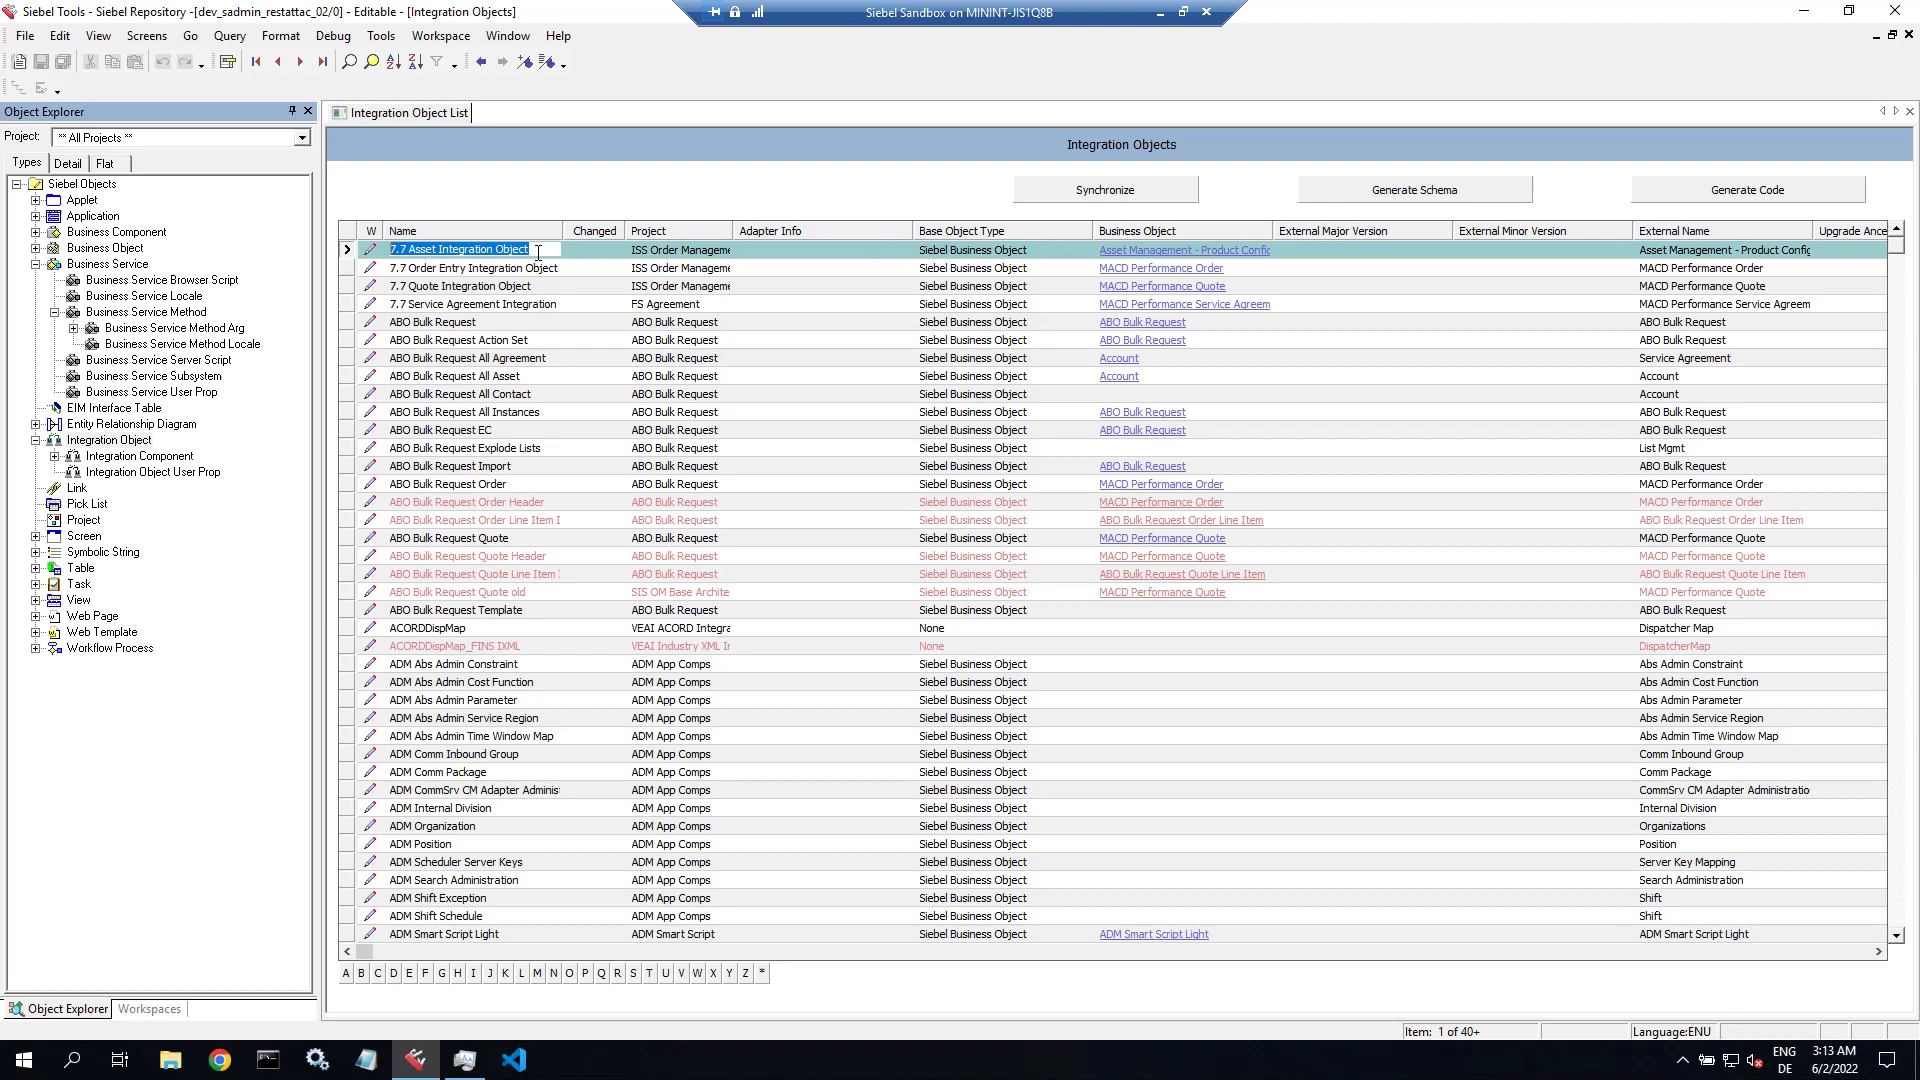 Siebel Tools - Siebel Repository -[dev_sadmin_restattac_02/0] - Editable - [Integration Objects]
Siebel Sandbox on MININT-JIS1Q8B
File Edit View Screens Go Query Format Debug Tools Workspace Window Help
Object Explorer
Project: ** All Projects **
Types Detail Flat
Siebel Objects
Applet
Application
Business Component
Business Object
Business Service
Business Service Browser Script
Business Service Locale
Business Service Method
Business Service Method Arg
Business Service Method Locale
Business Service Server Script
Business Service Subsystem
Business Service User Prop
EIM Interface Table
Entity Relationship Diagram
Integration Object
Integration Component
Integration Object User Prop
Link
Pick List
Project
Screen
Symbolic String
Table
Task
View
Web Page
Web Template
Workflow Process
Object Explorer Workspaces
Integration Object List
Integration Objects
Synchronize Generate Schema Generate Code
W Name Changed Project Adapter Info Base Object Type Business Object External Major Version External Minor Version External Name Upgrade Ance
7.7 Asset Integration Object ISS Order Manageme Siebel Business Object Asset Management - Product Config Asset Management - Product Config
7.7 Order Entry Integration Object ISS Order Manageme Siebel Business Object MACD Performance Order MACD Performance Order
7.7 Quote Integration Object ISS Order Manageme Siebel Business Object MACD Performance Quote MACD Performance Quote
7.7 Service Agreement Integration FS Agreement Siebel Business Object MACD Performance Service Agreem MACD Performance Service Agreem
ABO Bulk Request ABO Bulk Request Siebel Business Object ABO Bulk Request ABO Bulk Request
ABO Bulk Request Action Set ABO Bulk Request Siebel Business Object ABO Bulk Request ABO Bulk Request
ABO Bulk Request All Agreement ABO Bulk Request Siebel Business Object Account Service Agreement
ABO Bulk Request All Asset ABO Bulk Request Siebel Business Object Account Account
ABO Bulk Request All Contact ABO Bulk Request Siebel Business Object Account
ABO Bulk Request All Instances ABO Bulk Request Siebel Business Object ABO Bulk Request ABO Bulk Request
ABO Bulk Request EC ABO Bulk Request Siebel Business Object ABO Bulk Request ABO Bulk Request
ABO Bulk Request Explode Lists ABO Bulk Request Siebel Business Object List Mgmt
ABO Bulk Request Import ABO Bulk Request Siebel Business Object ABO Bulk Request ABO Bulk Request
ABO Bulk Request Order ABO Bulk Request Siebel Business Object MACD Performance Order MACD Performance Order
ABO Bulk Request Order Header ABO Bulk Request Siebel Business Object MACD Performance Order MACD Performance Order
ABO Bulk Request Order Line Item I ABO Bulk Request Siebel Business Object ABO Bulk Request Order Line Item ABO Bulk Request Order Line Item
ABO Bulk Request Quote ABO Bulk Request Siebel Business Object MACD Performance Quote MACD Performance Quote
ABO Bulk Request Quote Header ABO Bulk Request Siebel Business Object MACD Performance Quote MACD Performance Quote
ABO Bulk Request Quote Line Item ABO Bulk Request Siebel Business Object ABO Bulk Request Quote Line Item ABO Bulk Request Quote Line Item
ABO Bulk Request Quote old SIS OM Base Archite Siebel Business Object MACD Performance Quote MACD Performance Quote
ABO Bulk Request Template ABO Bulk Request Siebel Business Object ABO Bulk Request
ACORDDispMap VEAI ACORD Integra None Dispatcher Map
ACORDDispMap_FINS IXML VEAI Industry XML Ir None DispatcherMap
ADM Abs Admin Constraint ADM App Comps Siebel Business Object Abs Admin Constraint
ADM Abs Admin Cost Function ADM App Comps Siebel Business Object Abs Admin Cost Function
ADM Abs Admin Parameter ADM App Comps Siebel Business Object Abs Admin Parameter
ADM Abs Admin Service Region ADM App Comps Siebel Business Object Abs Admin Service Region
ADM Abs Admin Time Window Map ADM App Comps Siebel Business Object Abs Admin Time Window Map
ADM Comm Inbound Group ADM App Comps Siebel Business Object Comm Inbound Group
ADM Comm Package ADM App Comps Siebel Business Object Comm Package
ADM CommSrv CM Adapter Adminis ADM App Comps Siebel Business Object CommSrv CM Adapter Administratio
ADM Internal Division ADM App Comps Siebel Business Object Internal Division
ADM Organization ADM App Comps Siebel Business Object Organizations
ADM Position ADM App Comps Siebel Business Object Position
ADM Scheduler Server Keys ADM App Comps Siebel Business Object Server Key Mapping
ADM Search Administration ADM App Comps Siebel Business Object Search Administration
ADM Shift Exception ADM App Comps Siebel Business Object Shift
ADM Shift Schedule ADM App Comps Siebel Business Object Shift
ADM Smart Script Light ADM Smart Script Siebel Business Object ADM Smart Script Light ADM Smart Script Light
A B C D E F G H I J K L M N O P Q R S T U V W X Y Z *
Item: 1 of 40+ Language:ENU
ENG 3:13 AM
DE 6/2/2022